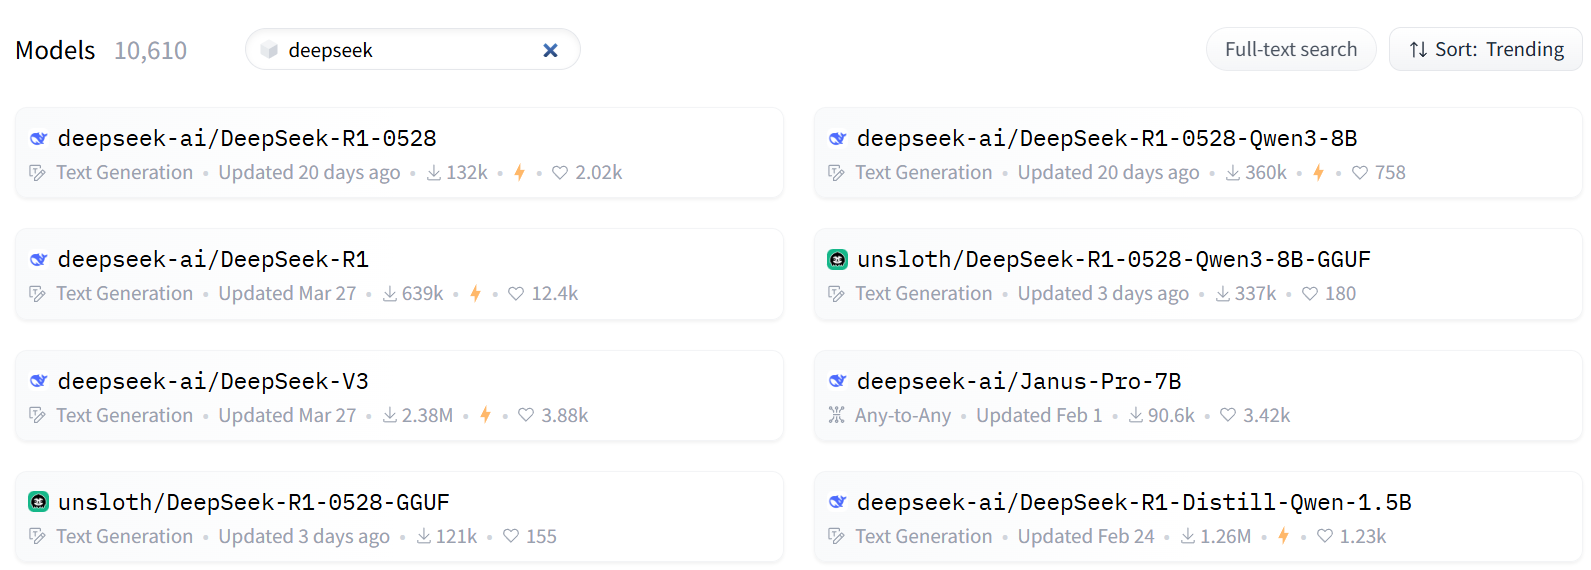 Models 10,610 deepseek Full-text search Sort: Trending
deepseek-ai/DeepSeek-R1-0528
Text Generation • Updated 20 days ago • 132k • • 2.02k
deepseek-ai/DeepSeek-R1-0528-Qwen3-8B
Text Generation • Updated 20 days ago • 360k • • 758
deepseek-ai/DeepSeek-R1
Text Generation • Updated Mar 27 • 639k • • 12.4k
unsloth/DeepSeek-R1-0528-Qwen3-8B-GGUF
Text Generation • Updated 3 days ago • 337k • 180
deepseek-ai/DeepSeek-V3
Text Generation • Updated Mar 27 • 2.38M • • 3.88k
deepseek-ai/Janus-Pro-7B
Any-to-Any • Updated Feb 1 • 90.6k • 3.42k
unsloth/DeepSeek-R1-0528-GGUF
Text Generation • Updated 3 days ago • 121k • 155
deepseek-ai/DeepSeek-R1-Distill-Qwen-1.5B
Text Generation • Updated Feb 24 • 1.26M • • 1.23k